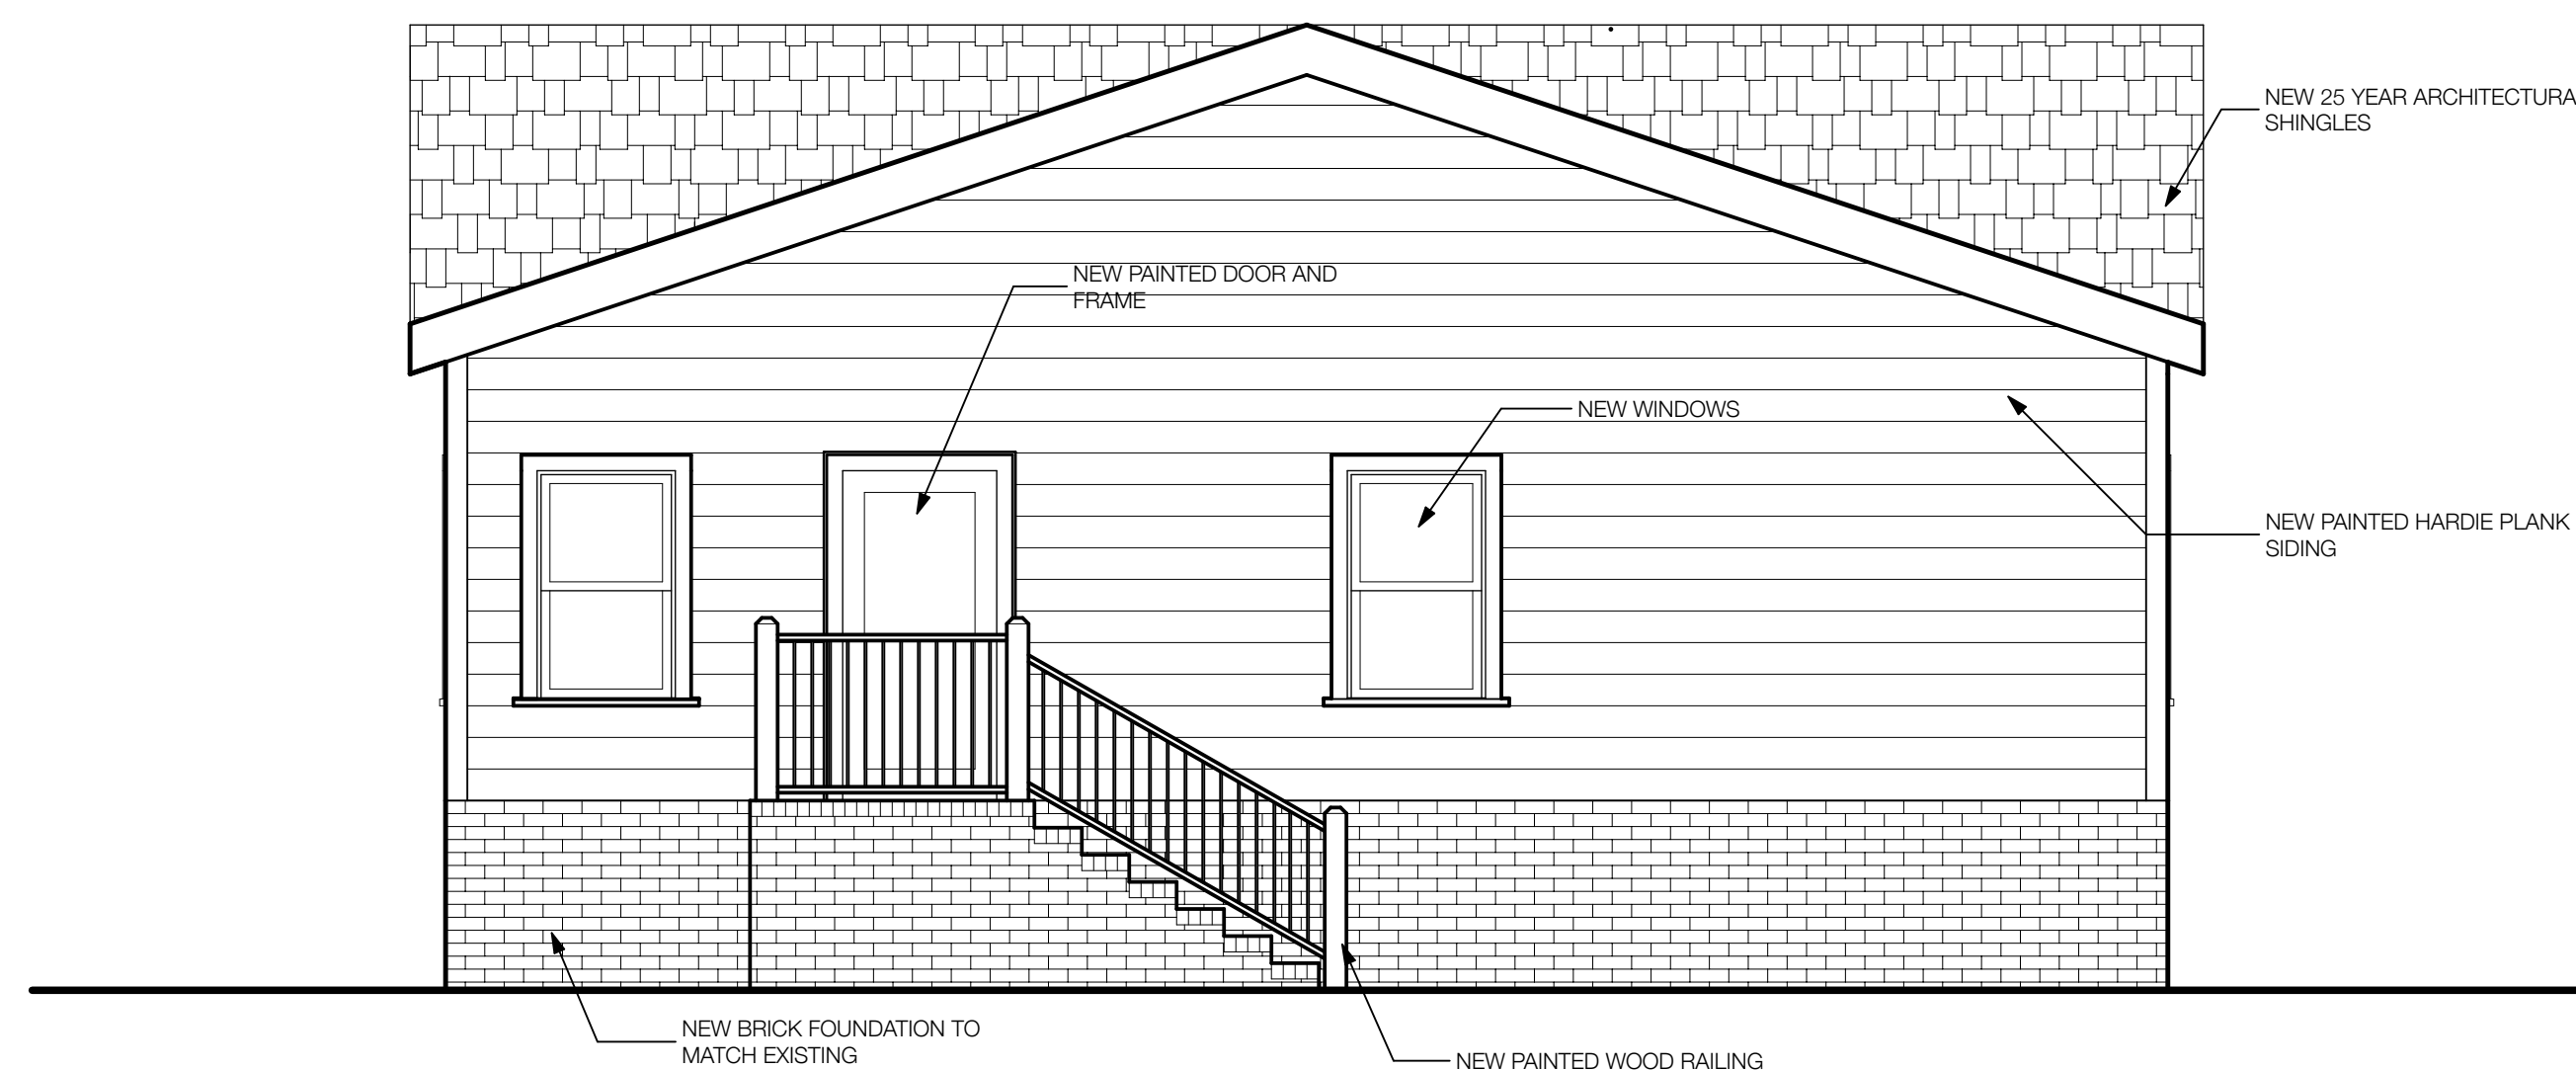 NEW 25 YEAR ARCHITECTURA
SHINGLES
NEW PAINTED DOOR AND
FRAME
NEW WINDOWS
NEW PAINTED HARDIE PLANK
SIDING
NEW BRICK FOUNDATION TO
MATCH EXISTING
NEW PAINTED WOOD RAILING